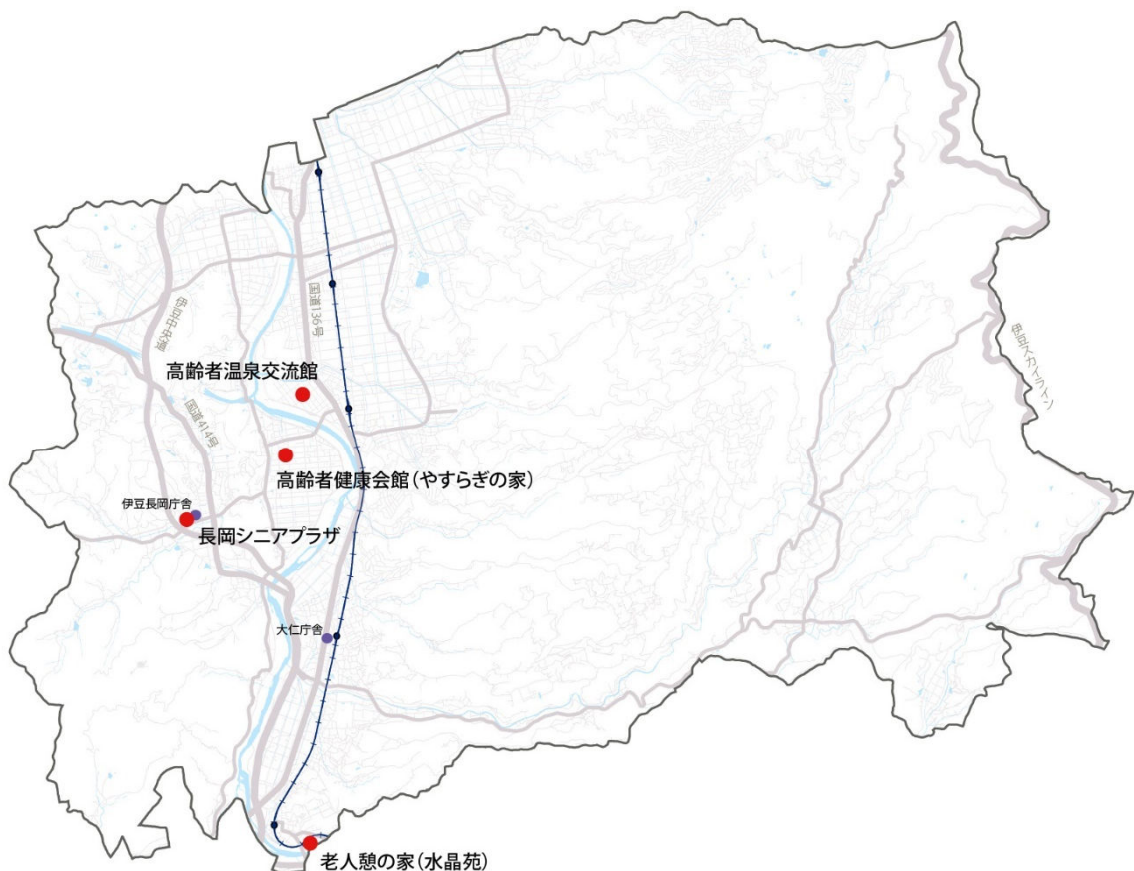 国道136号
伊豆中央道
伊豆スカイライン
高齢者温泉交流館
国道414号
高齢者健康会館（やすらぎの家）
伊豆長岡庁舎
長岡シニアプラザ
大仁庁舎
老人憩の家（水晶苑）